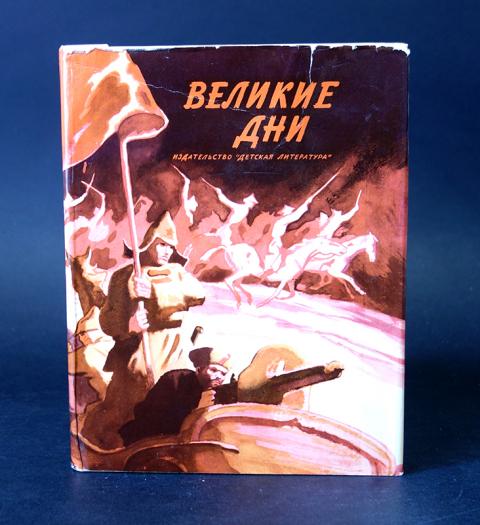 ВЕЛИКИЕ
ДНИ
ИЗДАТЕЛЬСТВО "ДЕТСКАЯ ЛИТЕРАТУРА"